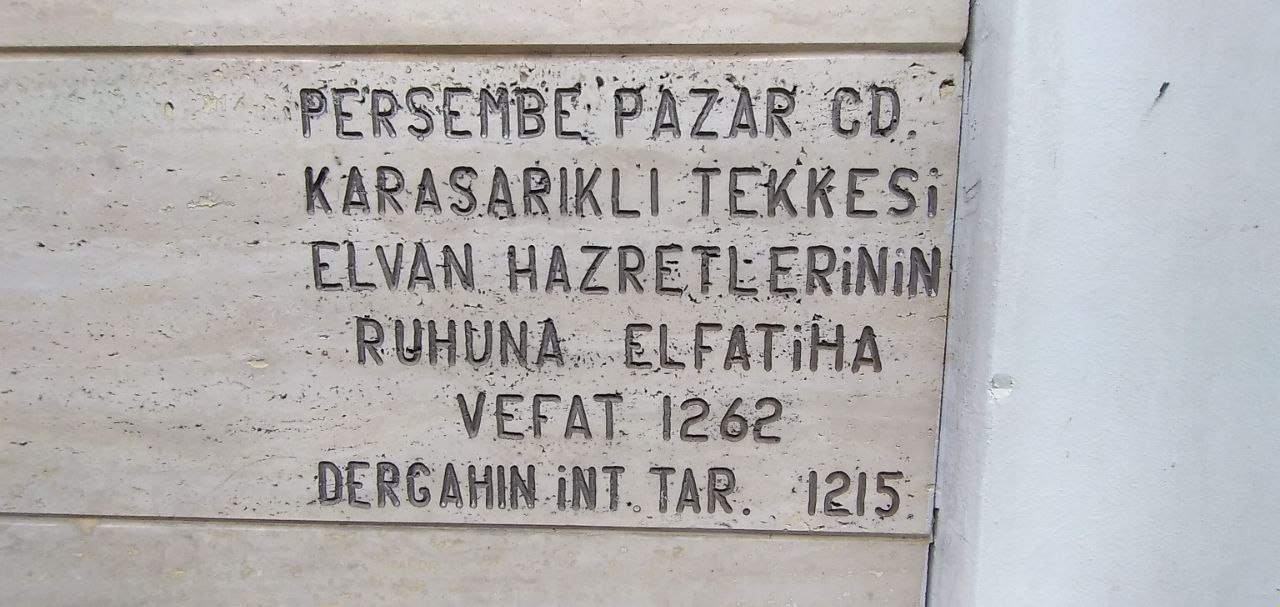 PERSEMBE PAZAR CD.
KARASARIKLI TEKKESi
ELVAN HAZRETLERiNiN
RUHUNA ELFATiHA
VEFAT 1262
DERGAHIN iNT. TAR. 1215